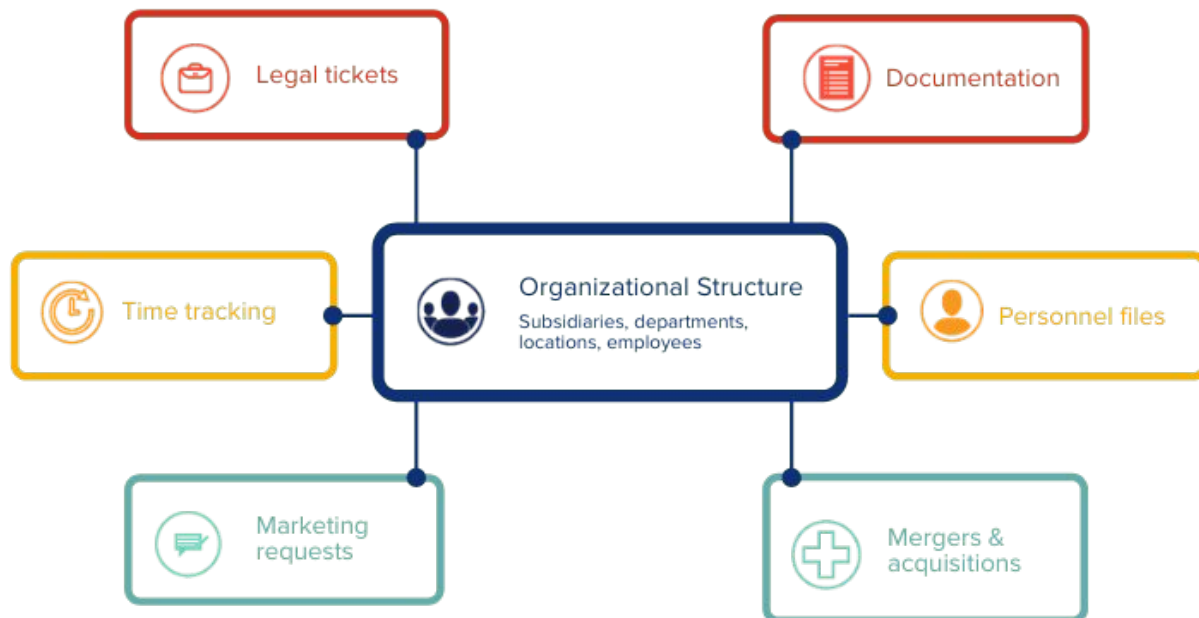 Legal tickets
Documentation
Organizational Structure
Subsidiaries, departments,
locations, employees
Time tracking
Personnel files
Marketing
requests
Mergers &
acquisitions